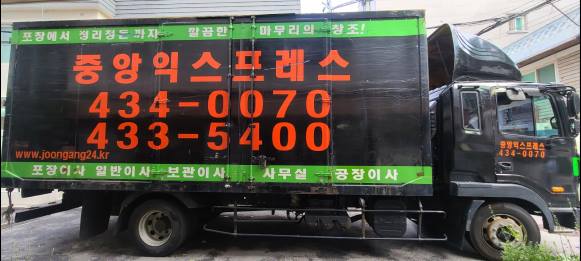 포장에서 정리정돈까지 깔끔한 마무리의 창조!
중앙익스프레스
434-0070
433-5400
www.joongang24.kr
포장이사 일반이사 보관이사 사무실 공장이사
중앙익스프레스
434-0070